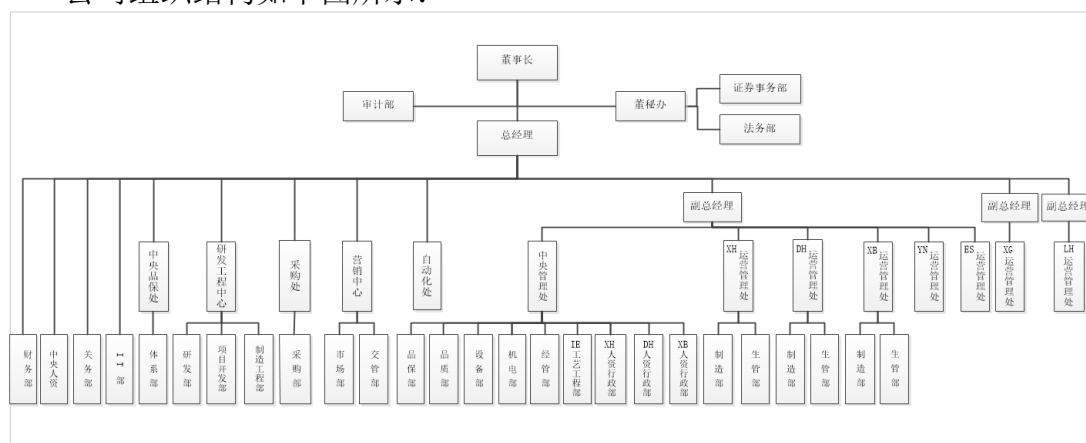 公司组织结构如下图所示：
董事长
审计部
董秘办
证券事务部
法务部
总经理
副总经理
副总经理
副总经理
中央品保处
研发工程中心
采购处
营销中心
自动化处
中央管理处
XH运营管理处
DH运营管理处
XB运营管理处
YN运营管理处
ES运营管理处
XG运营管理处
LH运营管理处
财务部
中央人资
关务部
IT部
体系部
研发部
项目开发部
制造工程部
采购部
市场部
交管部
品保部
品质部
设备部
机电部
经管部
IE工艺工程部
XH人资行政部
DH人资行政部
XB人资行政部
制造部
生管部
制造部
生管部
制造部
生管部